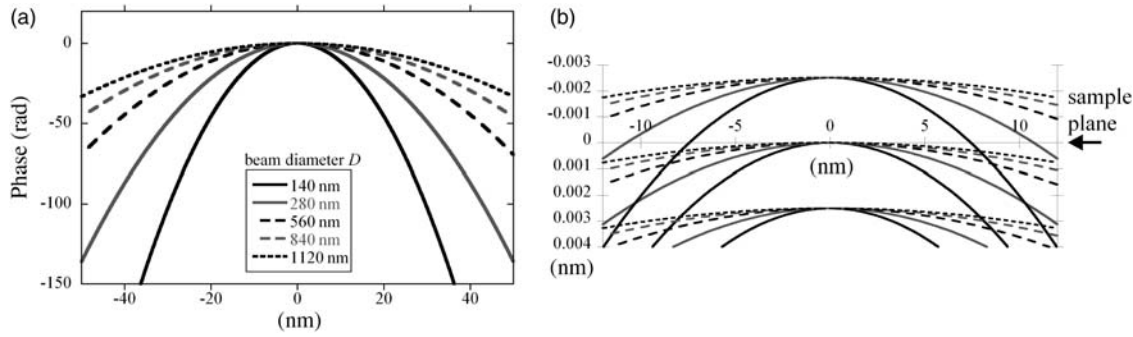 (a)
Phase (rad)
0
-50
-100
-150
beam diameter D
140 nm
280 nm
560 nm
840 nm
1120 nm
-40
-20
0
20
40
(nm)
(b)
-0.003
-0.002
-0.001
0
0.001
0.002
0.003
0.004
(nm)
-10
-5
0
5
10
(nm)
sample
plane